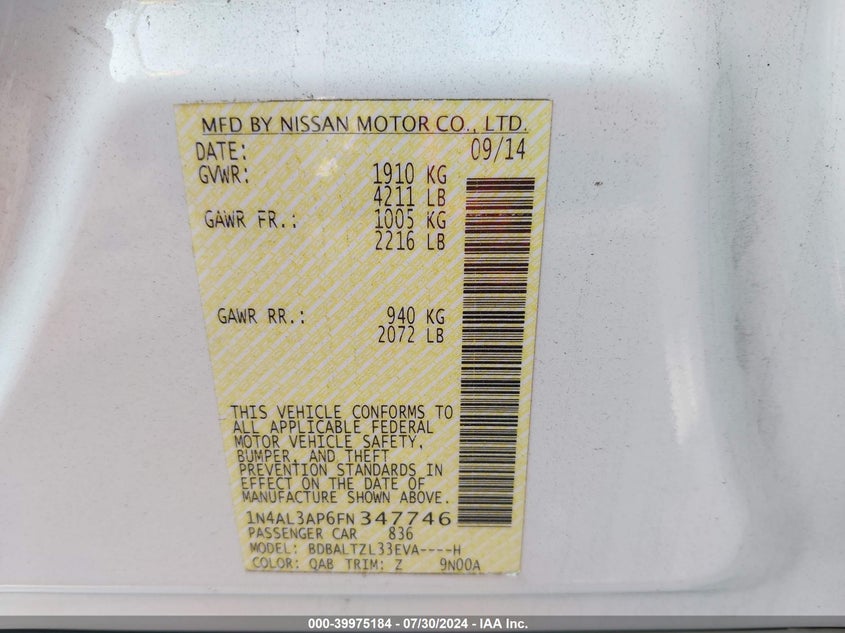 MFD BY NISSAN MOTOR CO., LTD.
DATE: 09/14
GVWR: 1910 KG
4211 LB
GAWR FR.: 1005 KG
2216 LB
GAWR RR.: 940 KG
2072 LB
THIS VEHICLE CONFORMS TO
ALL APPLICABLE FEDERAL
MOTOR VEHICLE SAFETY,
BUMPER, AND THEFT
PREVENTION STANDARDS IN
EFFECT ON THE DATE OF
MANUFACTURE SHOWN ABOVE.
1N4AL3AP6FN347746
PASSENGER CAR 836
MODEL: BDBALTZL33EVA----H
COLOR: QAB TRIM: Z 9N00A
000-39975184 - 07/30/2024 - IAA Inc.